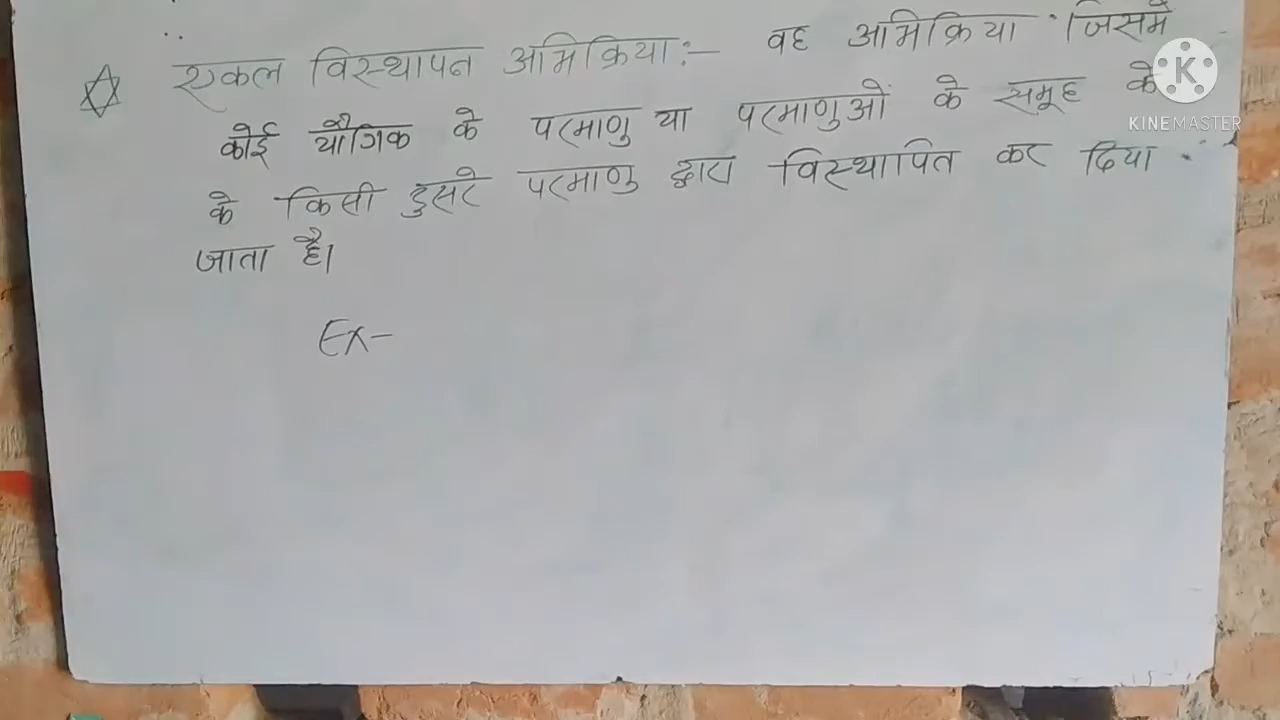 एकल विस्थापन अभिक्रिया:- वह अभिक्रिया जिसमें
कोई यौगिक के परमाणु या परमाणुओं के समूह के
के किसी दुसरे परमाणु द्वारा विस्थापित कर दिया
जाता है।
Ex-
K
KINEMASTER